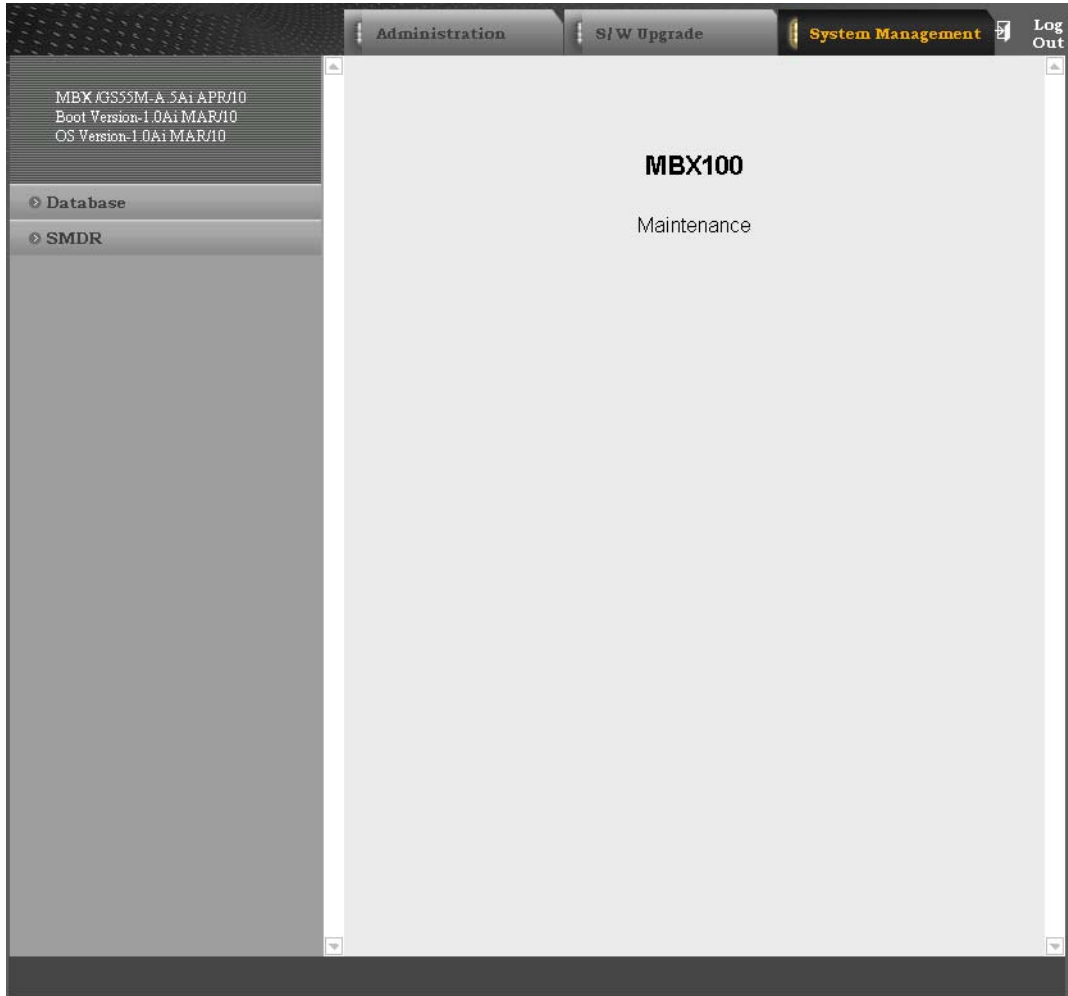 Administration
S/W Upgrade
System Management
Log
Out
MBX /GS55M-A.5Ai APR/10
Boot Version-1.0Ai MAR/10
OS Version-1.0Ai MAR/10
Database
SMDR
MBX100
Maintenance